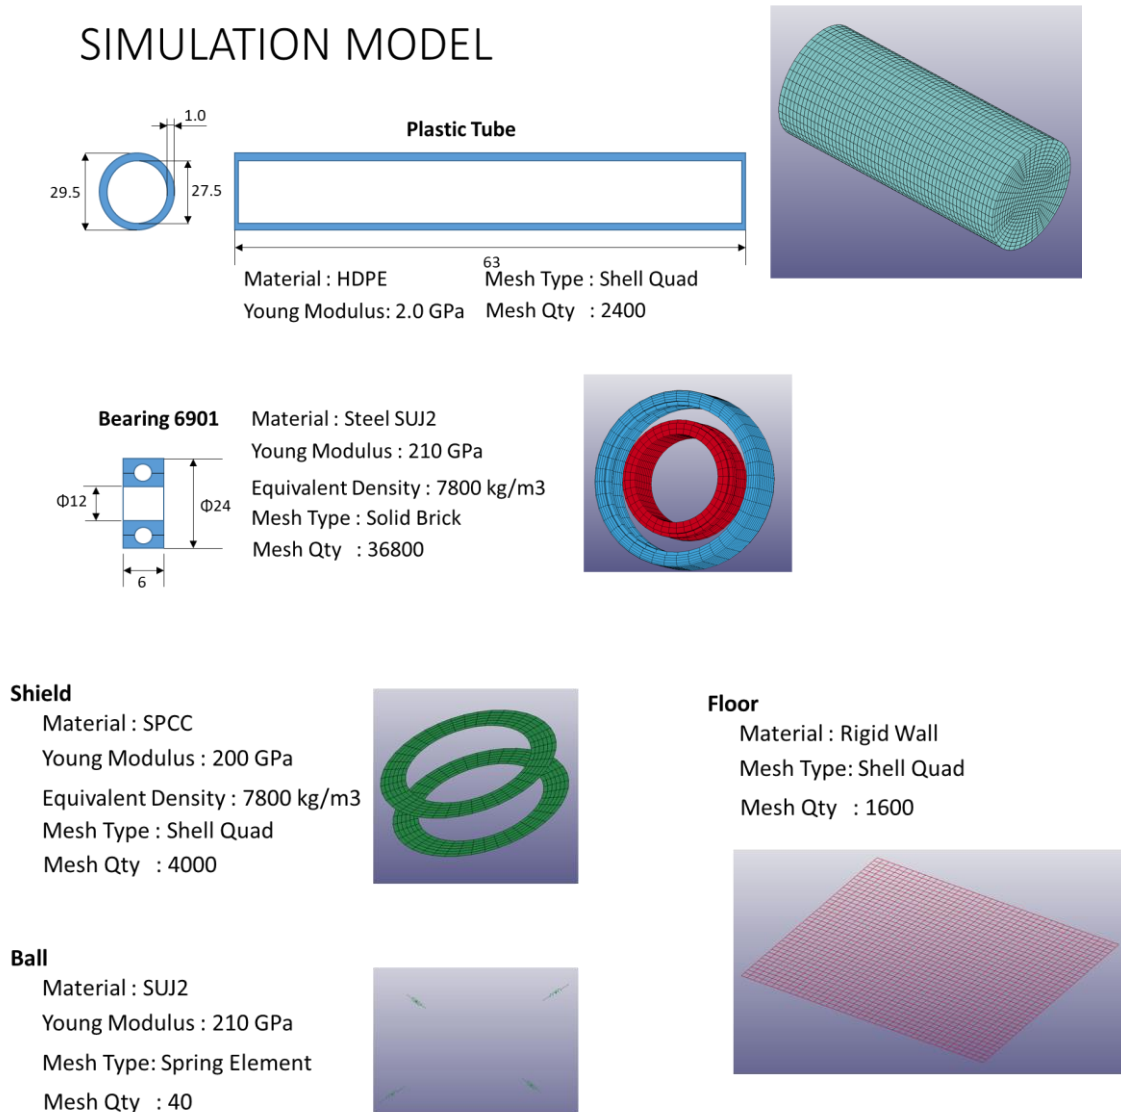 SIMULATION MODEL
1.0
Plastic Tube
29.5
27.5
63
Material : HDPE
Mesh Type : Shell Quad
Young Modulus: 2.0 GPa
Mesh Qty : 2400
Bearing 6901
Material : Steel SUJ2
Young Modulus : 210 GPa
Equivalent Density : 7800 kg/m3
Mesh Type : Solid Brick
Mesh Qty : 36800
Φ12
Φ24
6
Shield
Material : SPCC
Young Modulus : 200 GPa
Equivalent Density : 7800 kg/m3
Mesh Type : Shell Quad
Mesh Qty : 4000
Floor
Material : Rigid Wall
Mesh Type: Shell Quad
Mesh Qty : 1600
Ball
Material : SUJ2
Young Modulus : 210 GPa
Mesh Type: Spring Element
Mesh Qty : 40